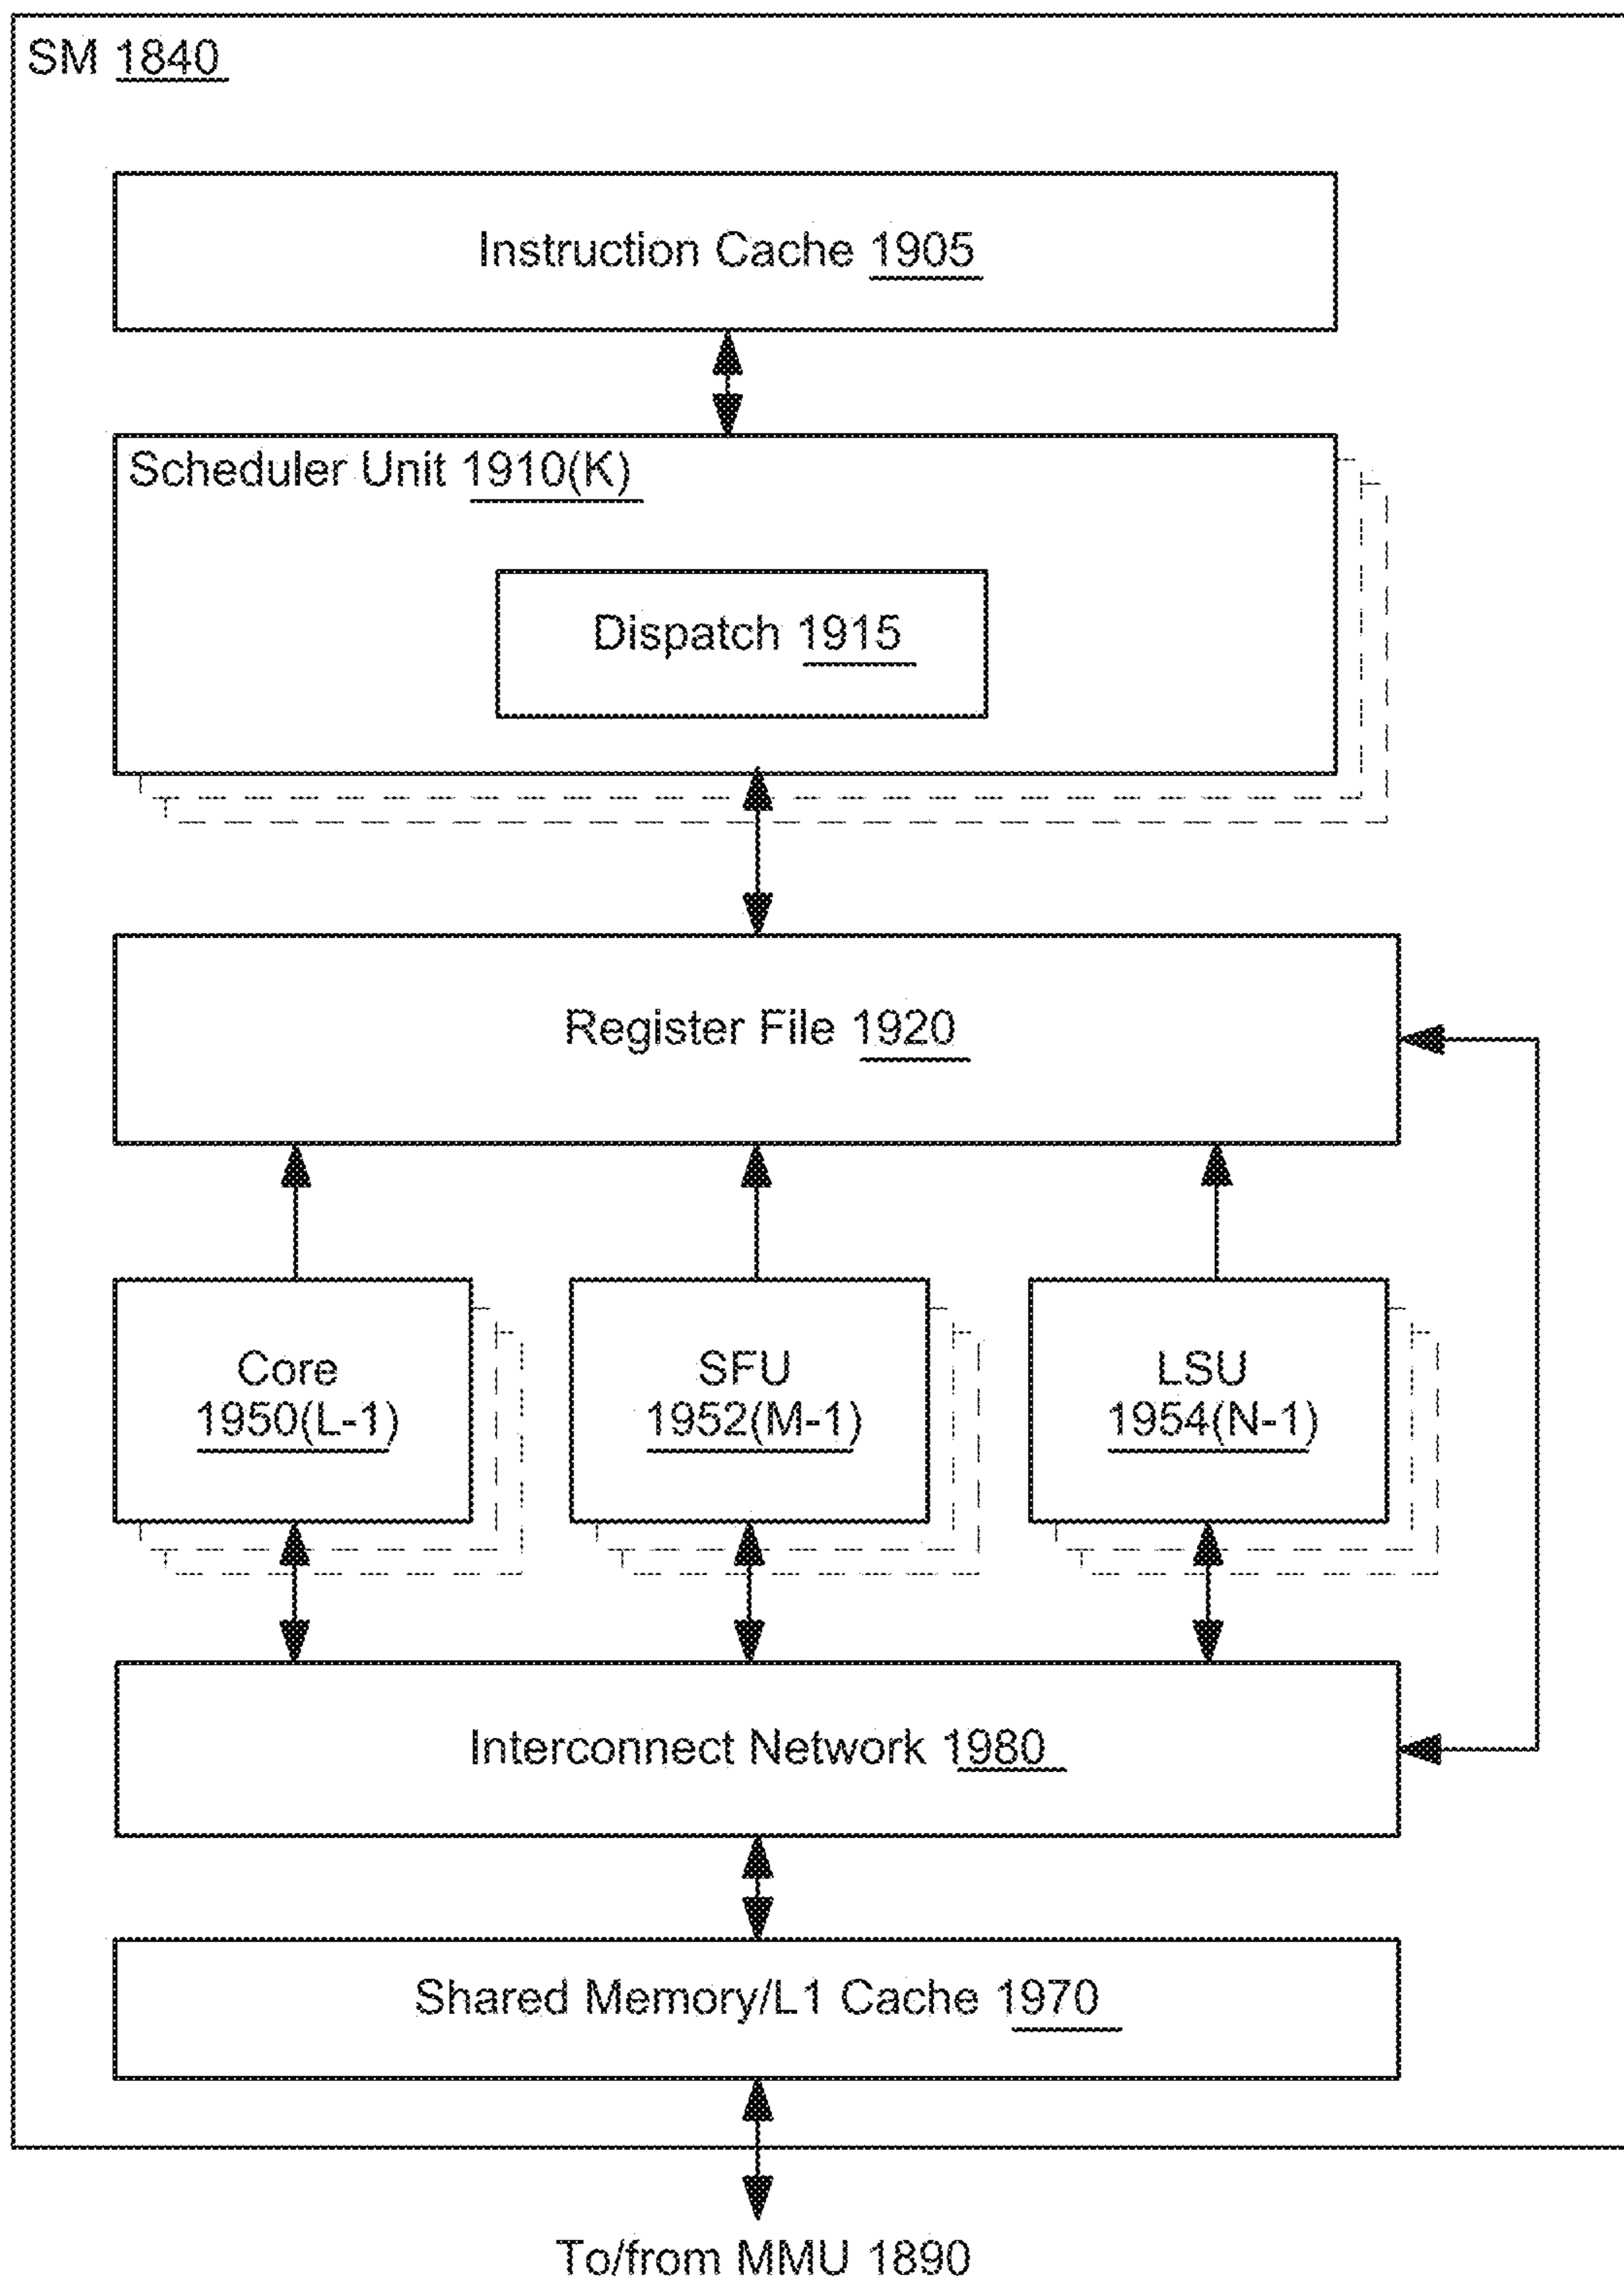 SM 1840
Instruction Cache 1905
Scheduler Unit 1910(K)
Dispatch 1915
Register File 1920
Core
1950(L-1)
SFU
1952(M-1)
LSU
1954(N-1)
Interconnect Network 1980
Shared Memory/L1 Cache 1970
To/from MMU 1890